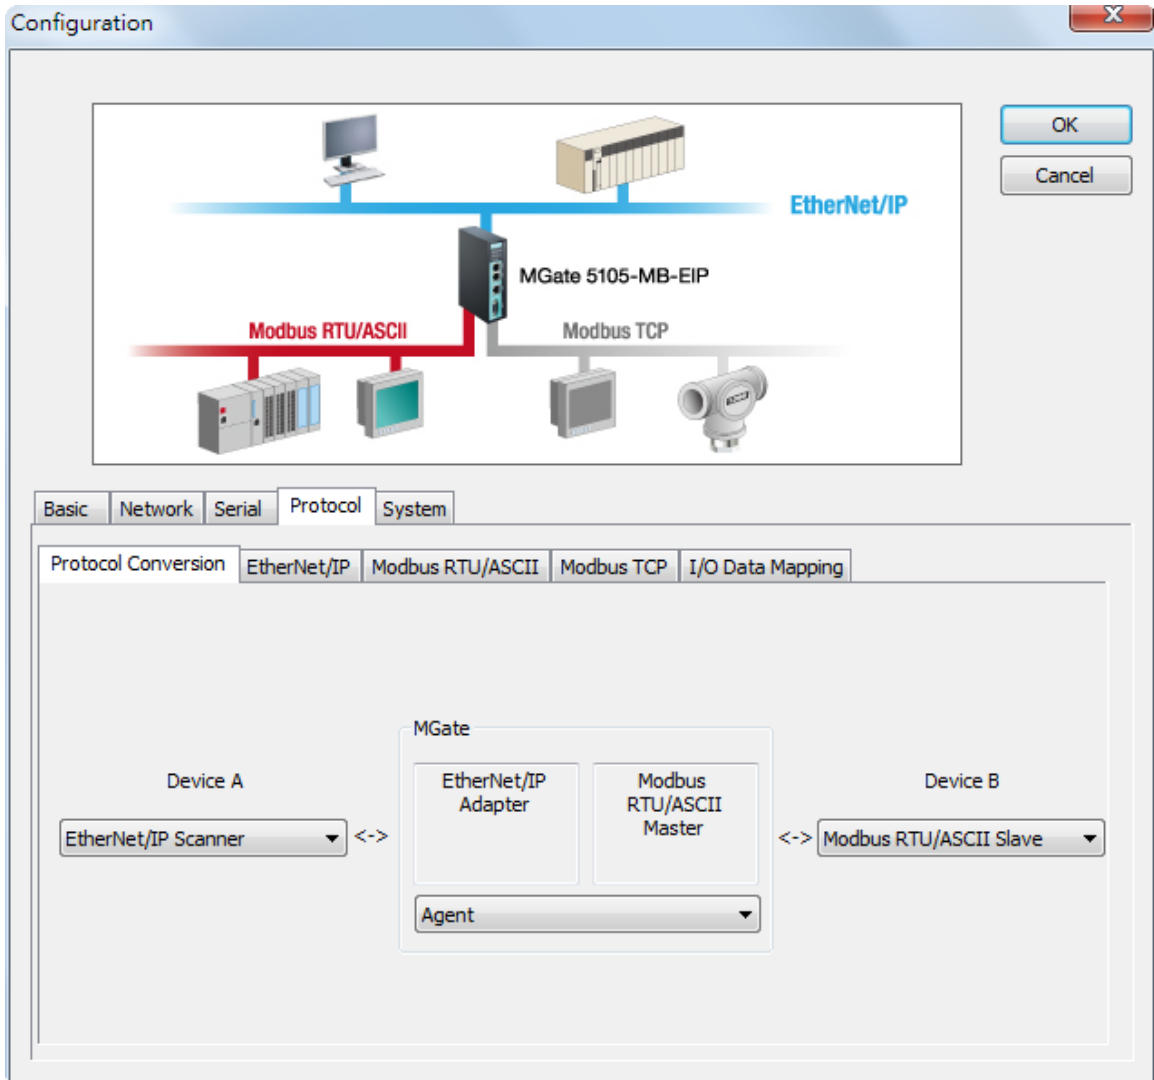 Configuration
X
OK
Cancel
EtherNet/IP
MGate 5105-MB-EIP
Modbus RTU/ASCII
Modbus TCP
Basic
Network
Serial
Protocol
System
Protocol Conversion
EtherNet/IP
Modbus RTU/ASCII
Modbus TCP
I/O Data Mapping
MGate
Device A
EtherNet/IP
Adapter
Modbus
RTU/ASCII
Master
Device B
EtherNet/IP Scanner
<->
<->
Modbus RTU/ASCII Slave
Agent